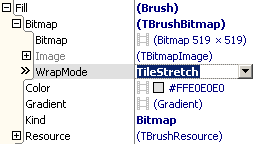 Fill (Brush)
Bitmap (TBrushBitmap)
Bitmap (Bitmap 519 × 519)
Image (TBitmapImage)
WrapMode TileStretch
Color #FFE0E0E0
Gradient (Gradient)
Kind Bitmap
Resource (TBrushResource)